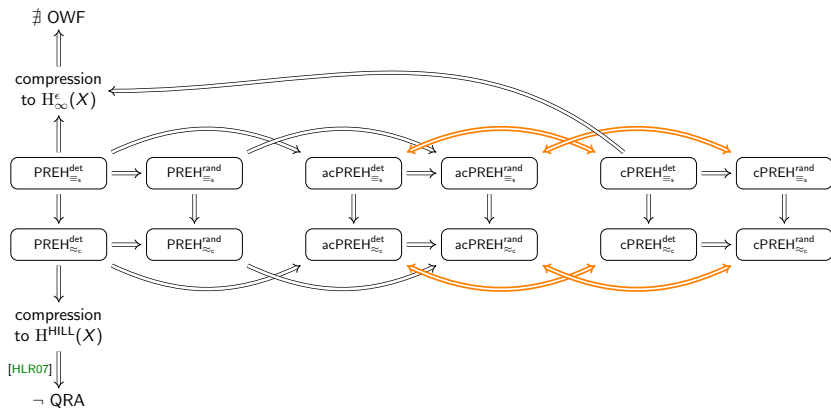 ∄ OWF
compression
to H^ϵ_∞(X)
PREH^det_≡s
PREH^rand_≡s
acPREH^det_≡s
acPREH^rand_≡s
cPREH^det_≡s
cPREH^rand_≡s
PREH^det_≈c
PREH^rand_≈c
acPREH^det_≈c
acPREH^rand_≈c
cPREH^det_≈c
cPREH^rand_≈c
compression
to H^HILL(X)
[HLR07]
¬ QRA